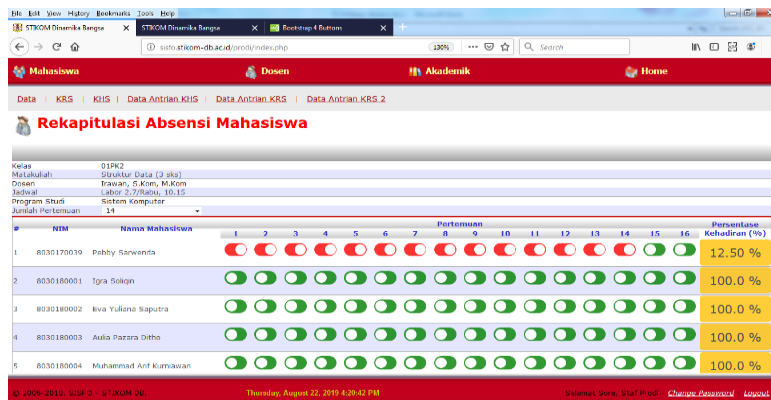 File Edit View History Bookmarks Tools Help
STIKOM Dinamika Bangsa × STIKOM Dinamika Bangsa × Bootstrap 4 Buttons × +
sisfo.stikom-db.ac.id/prodi/index.php 130% Search
Mahasiswa Dosen Akademik Home
Data | KRS | KHS | Data Antrian KHS | Data Antrian KRS | Data Antrian KRS 2
Rekapitulasi Absensi Mahasiswa
Kelas 01PK2
Matakuliah Struktur Data (3 sks)
Dosen Irawan, S.Kom, M.Kom
Jadwal Labor 2.7/Rabu, 10.15
Program Studi Sistem Komputer
Jumlah Pertemuan 14
# NIM Nama Mahasiswa Pertemuan Persentase Kehadiran (%)
1 2 3 4 5 6 7 8 9 10 11 12 13 14 15 16
1 8030170039 Pebby Sarwenda 12.50 %
2 8030180001 Igra Soliqin 100.0 %
3 8030180002 Eva Yuliana Saputra 100.0 %
4 8030180003 Aulia Pazara Ditho 100.0 %
5 8030180004 Muhammad Arif Kurniawan 100.0 %
Thursday, August 22, 2019 4:20:42 PM Selamat Sore, Staf Prodi Change Password Logout